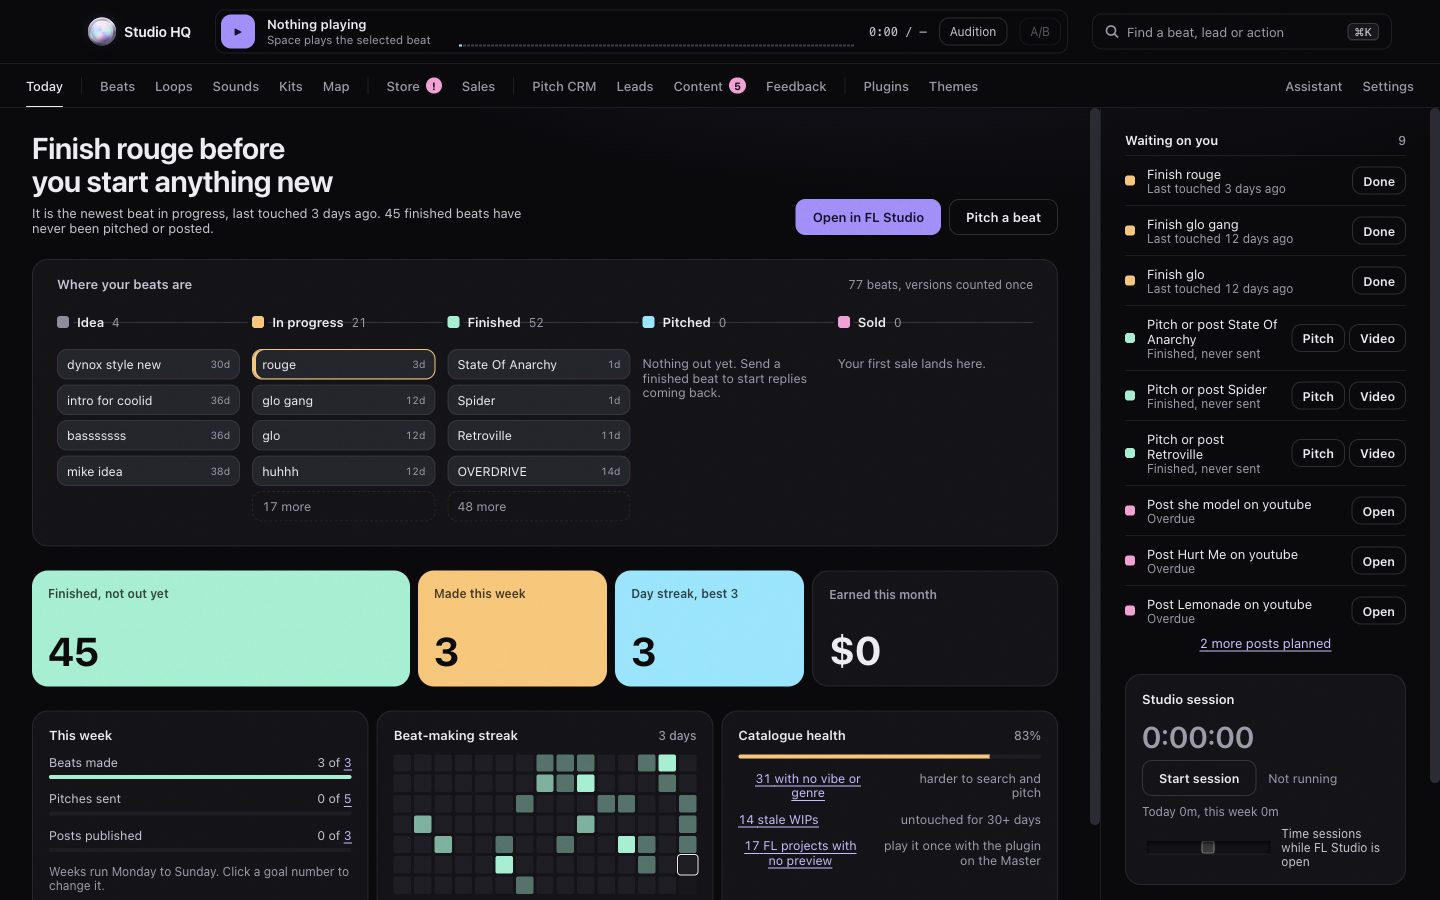 Studio HQ
Nothing playing
Space plays the selected beat
0:00 / –
Audition
A/B
Find a beat, lead or action
⌘K
Today
Beats
Loops
Sounds
Kits
Map
Store !
Sales
Pitch CRM
Leads
Content 5
Feedback
Plugins
Themes
Assistant
Settings
Finish rouge before
you start anything new
It is the newest beat in progress, last touched 3 days ago. 45 finished beats have
never been pitched or posted.
Open in FL Studio
Pitch a beat
Where your beats are
77 beats, versions counted once
Idea 4
dynox style new 30d
intro for coolid 36d
basssssss 36d
mike idea 38d
In progress 21
rouge 3d
glo gang 12d
glo 12d
huhhh 12d
17 more
Finished 52
State Of Anarchy 1d
Spider 1d
Retroville 11d
OVERDRIVE 14d
48 more
Pitched 0
Nothing out yet. Send a
finished beat to start replies
coming back.
Sold 0
Your first sale lands here.
Finished, not out yet
45
Made this week
3
Day streak, best 3
3
Earned this month
$0
This week
Beats made 3 of 3
Pitches sent 0 of 5
Posts published 0 of 3
Weeks run Monday to Sunday. Click a goal number to
change it.
Beat-making streak 3 days
Catalogue health 83%
31 with no vibe or
genre
harder to search and
pitch
14 stale WIPs
untouched for 30+ days
17 FL projects with
no preview
play it once with the plugin
on the Master
Waiting on you 9
Finish rouge
Last touched 3 days ago
Done
Finish glo gang
Last touched 12 days ago
Done
Finish glo
Last touched 12 days ago
Done
Pitch or post State Of
Anarchy
Finished, never sent
Pitch
Video
Pitch or post Spider
Finished, never sent
Pitch
Video
Pitch or post
Retroville
Finished, never sent
Pitch
Video
Post she model on youtube
Overdue
Open
Post Hurt Me on youtube
Overdue
Open
Post Lemonade on youtube
Overdue
Open
2 more posts planned
Studio session
0:00:00
Start session
Not running
Today 0m, this week 0m
Time sessions
while FL Studio is
open